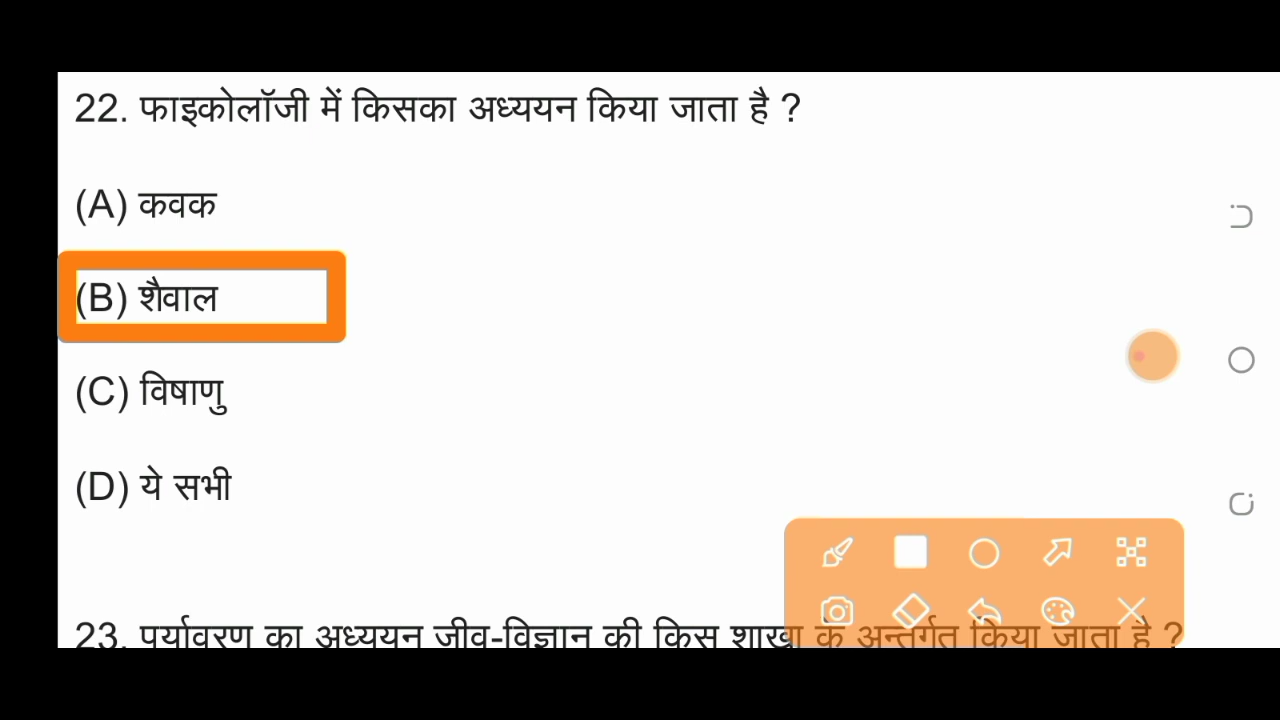 22. फाइकोलॉजी में किसका अध्ययन किया जाता है ?
(A) कवक
(B) शैवाल
(C) विषाणु
(D) ये सभी
23. पर्यावरण का अध्ययन जीव-विज्ञान की किस शाखा के अन्तर्गत किया जाता है ?